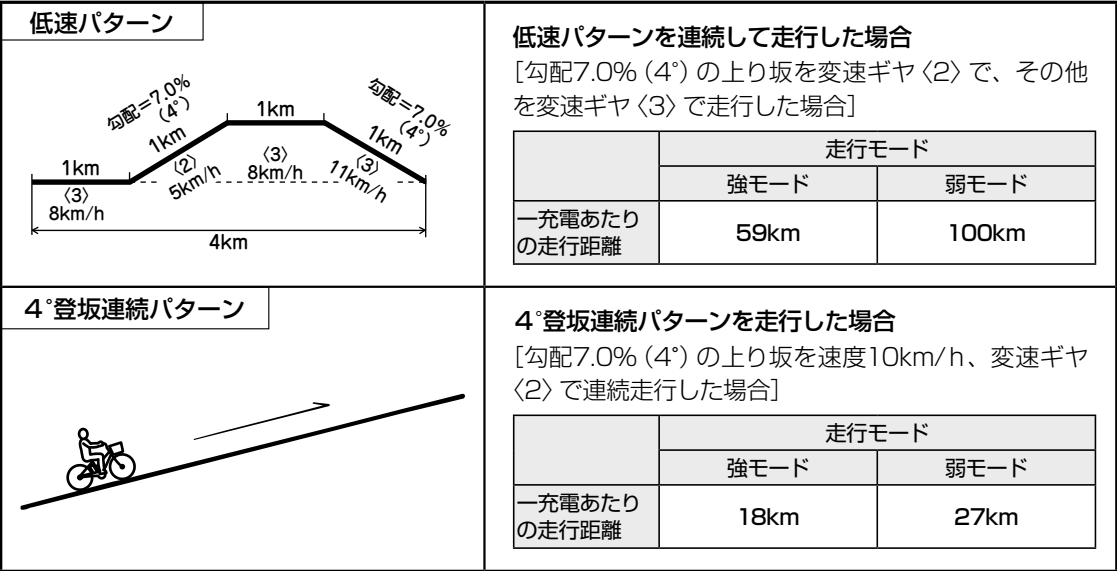 低速パターン
勾配=7.0%
(4°)
1km
1km
勾配=7.0%
(4°)
1km
1km
〈2〉
5km/h
〈3〉
8km/h
〈3〉
11km/h
〈3〉
8km/h
4km
低速パターンを連続して走行した場合
[勾配7.0%(4°)の上り坂を変速ギヤ〈2〉で、その他
を変速ギヤ〈3〉で走行した場合]
走行モード
強モード 弱モード
一充電あたり
の走行距離
59km 100km
4°登坂連続パターン
4°登坂連続パターンを走行した場合
[勾配7.0%(4°)の上り坂を速度10km/h、変速ギヤ
〈2〉で連続走行した場合]
走行モード
強モード 弱モード
一充電あたり
の走行距離
18km 27km